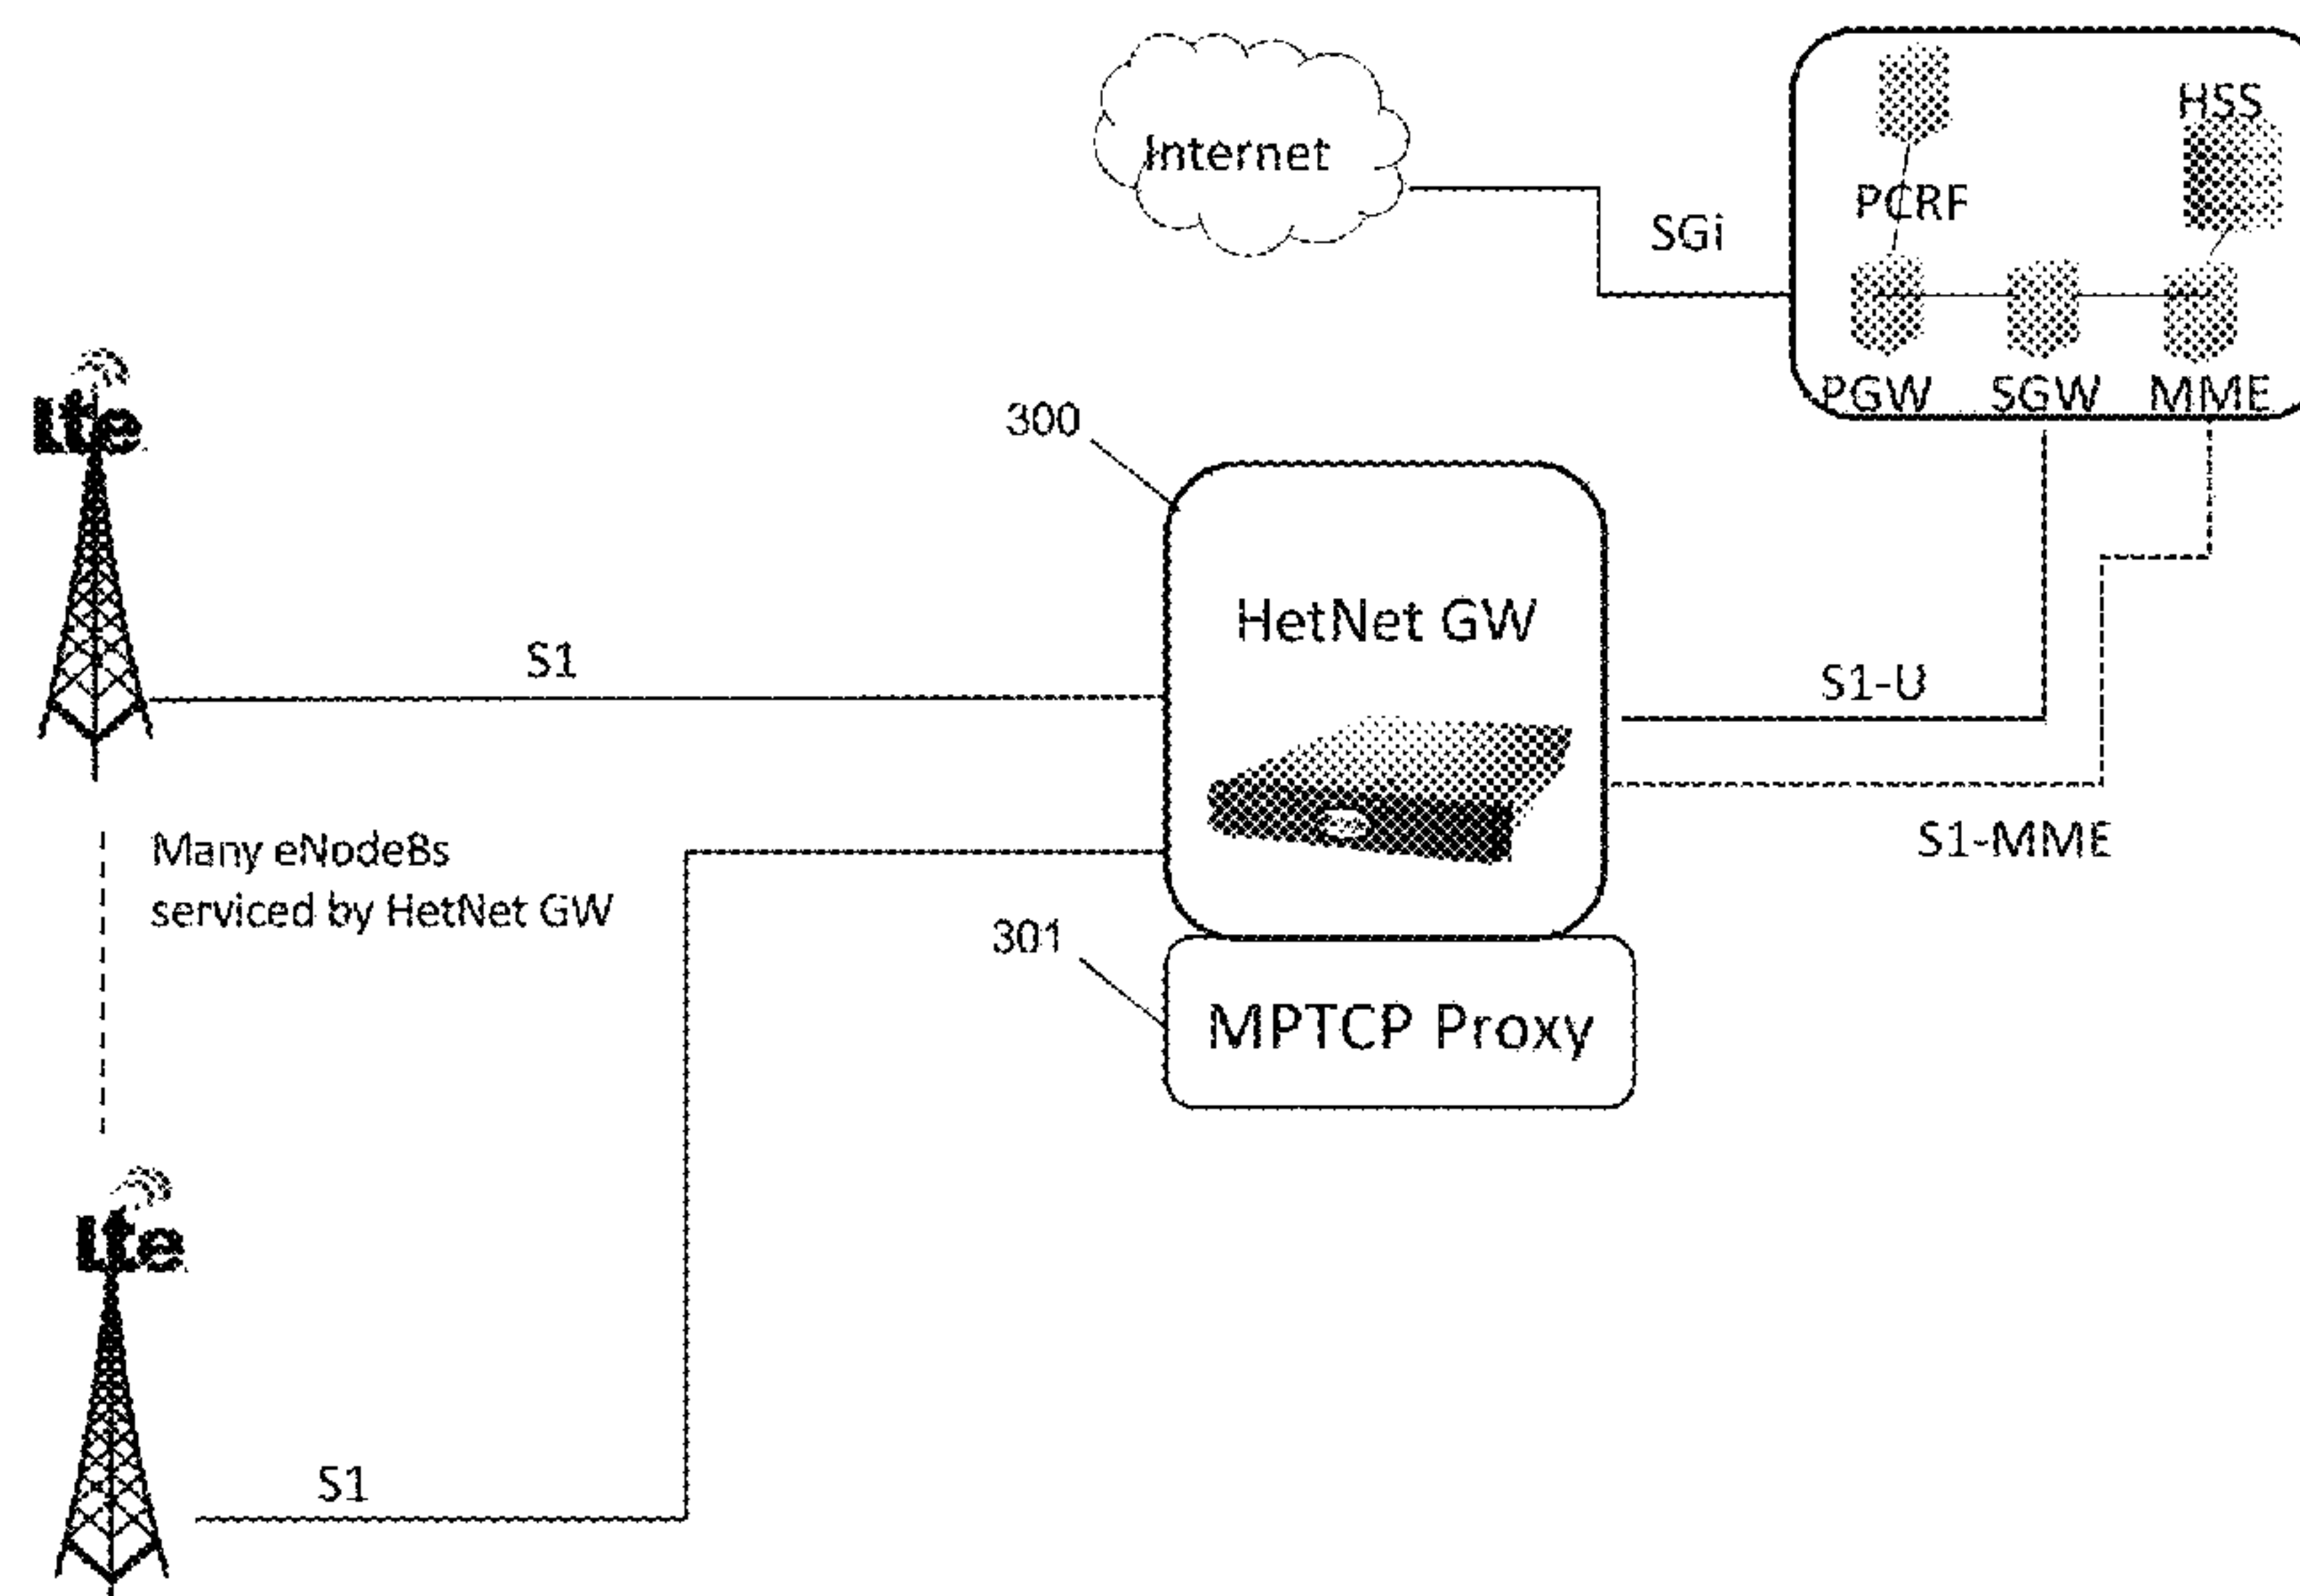 Internet
SGi
HSS
PCRF
PGW SGW MME
Lte
300
HetNet GW
S1
S1-U
S1-MME
Many eNodeBs
serviced by HetNet GW
301
MPTCP Proxy
Lte
S1